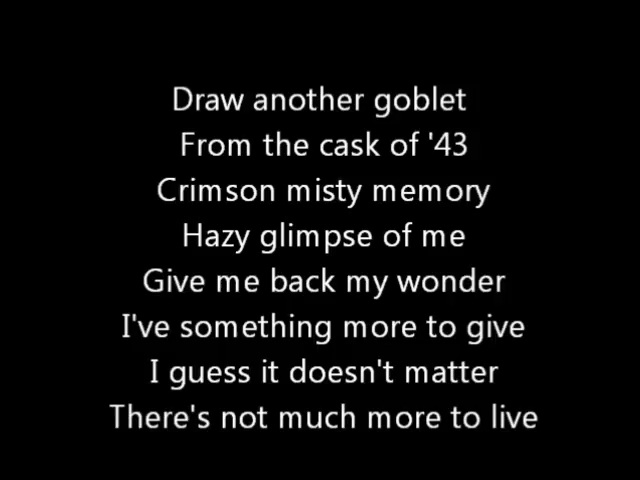 Draw another goblet
From the cask of '43
Crimson misty memory
Hazy glimpse of me
Give me back my wonder
I've something more to give
I guess it doesn't matter
There's not much more to live